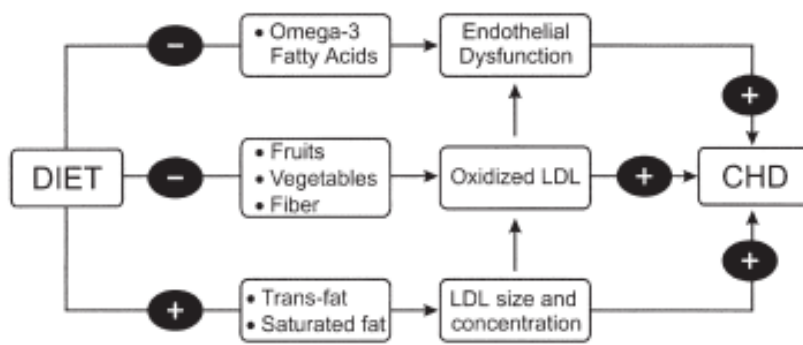 • Omega-3
Fatty Acids
Endothelial
Dysfunction
−
+
DIET
−
• Fruits
• Vegetables
• Fiber
Oxidized LDL
+
CHD
+
+
• Trans-fat
• Saturated fat
LDL size and
concentration